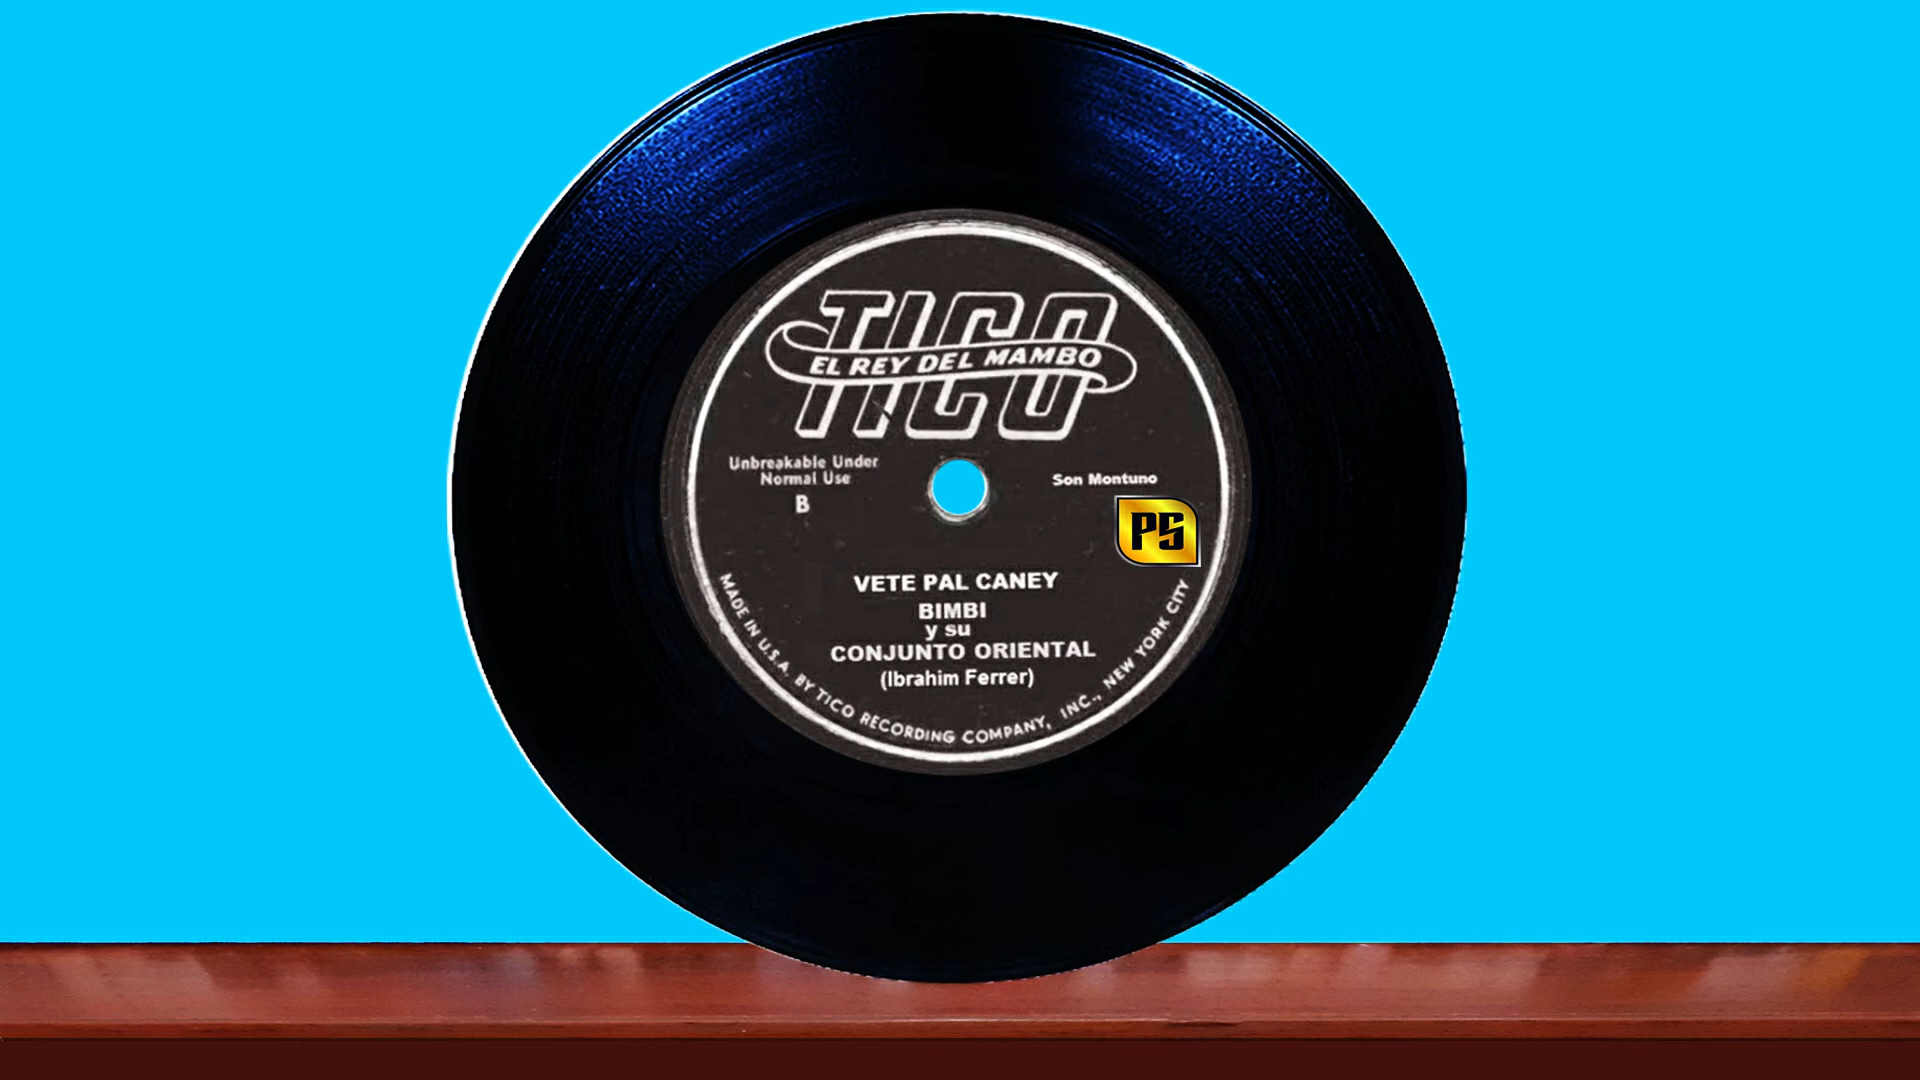 TICO
EL REY DEL MAMBO
Unbreakable Under
Normal Use
B
Son Montuno
PS
VETE PAL CANEY
BIMBI
y su
CONJUNTO ORIENTAL
(Ibrahim Ferrer)
MADE IN U.S.A. BY TICO RECORDING COMPANY, INC., NEW YORK CITY